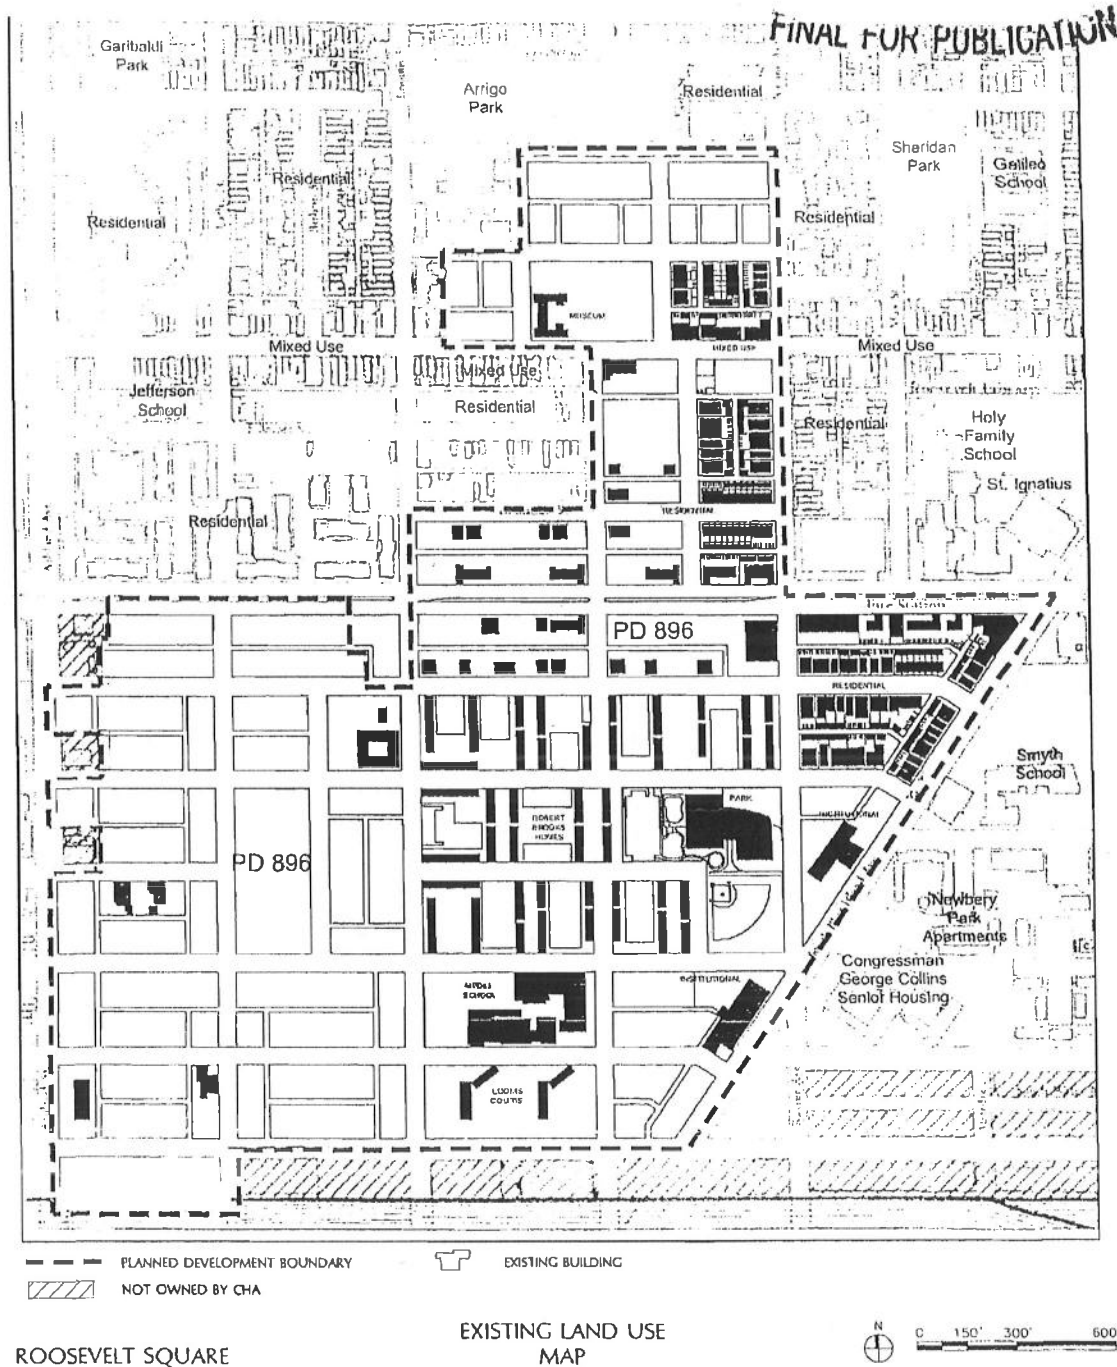 FINAL FOR PUBLICATION
Garibaldi
Park
Arrigo
Park
Residential
Sheridan
Park
Galileo
School
Residential
Residential
Residential
MUSEUM
MIXED USE
Mixed Use
Mixed Use
Mixed Use
Jefferson
School
Residential
Residential
Holy
Family
School
St. Ignatius
RESIDENTIAL
Residential
PD 896
RESIDENTIAL
Smyth
School
PARK
ROBERT
BROOKS
HOMES
INSTITUTIONAL
PD 896
Newbery
Park
Apartments
Congressman
George Collins
Senior Housing
MIDDLE
SCHOOL
INSTITUTIONAL
LOOMIS
COURTS
PLANNED DEVELOPMENT BOUNDARY
EXISTING BUILDING
NOT OWNED BY CHA
ROOSEVELT SQUARE
EXISTING LAND USE
MAP
N
0 150' 300' 600